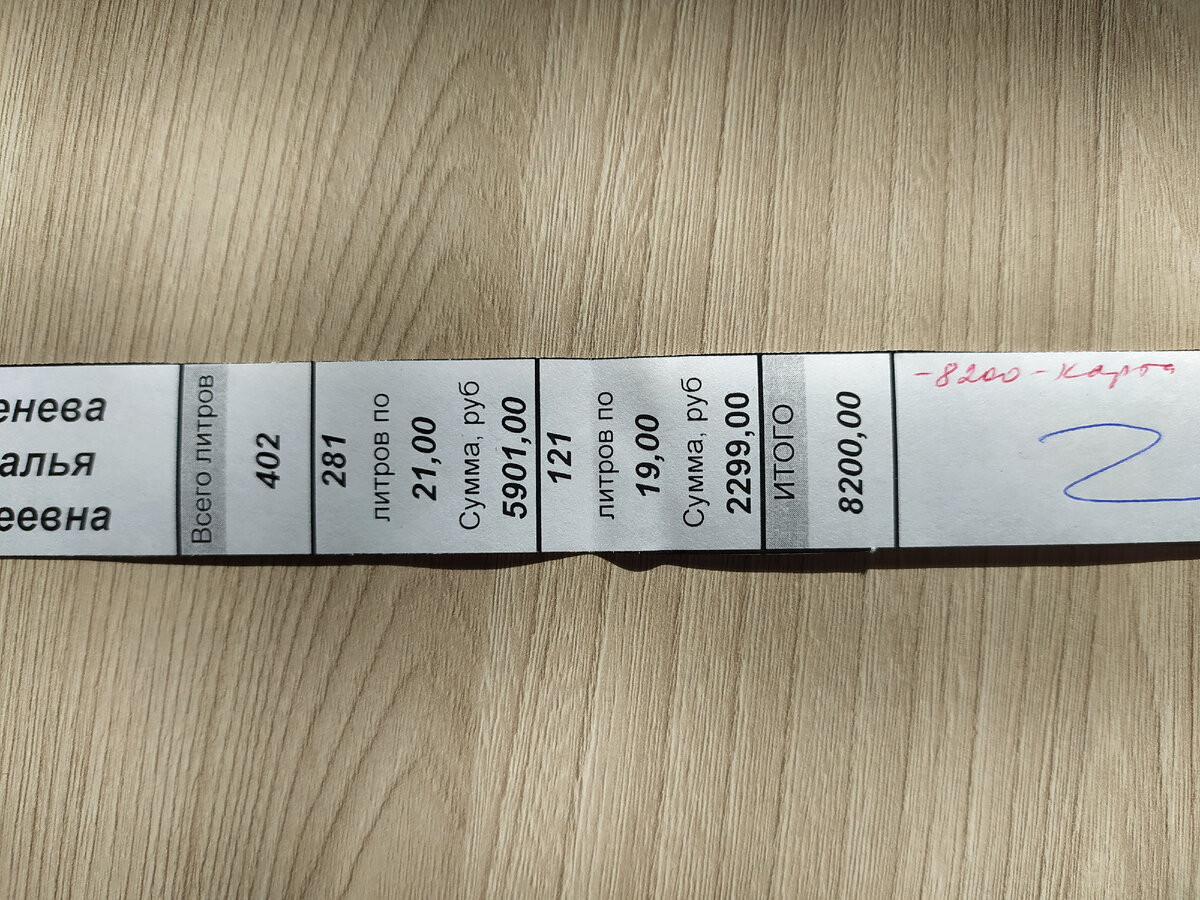 енева
алья
еевна
Всего литров
402
281
литров по
21,00
Сумма, руб
5901,00
121
литров по
19,00
Сумма, руб
2299,00
ИТОГО
8200,00
-8200-карта